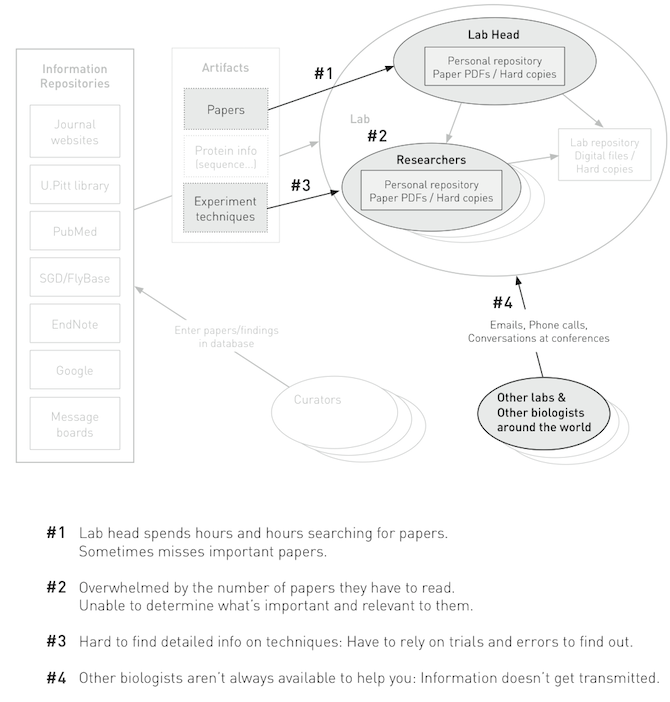 Information
Repositories
Journal
websites
U.Pitt library
PubMed
SGD/FlyBase
EndNote
Google
Message
boards
Artifacts
Papers
Protein info
(sequence...)
Experiment
techniques
#1
#3
Lab
#2
Lab Head
Personal repository
Paper PDFs / Hard copies
Researchers
Personal repository
Paper PDFs / Hard copies
Lab repository
Digital files /
Hard copies
#4
Emails, Phone calls,
Conversations at conferences
Enter papers/findings
in database
Curators
Other labs &
Other biologists
around the world
#1 Lab head spends hours and hours searching for papers.
Sometimes misses important papers.
#2 Overwhelmed by the number of papers they have to read.
Unable to determine what's important and relevant to them.
#3 Hard to find detailed info on techniques: Have to rely on trials and errors to find out.
#4 Other biologists aren't always available to help you: Information doesn't get transmitted.